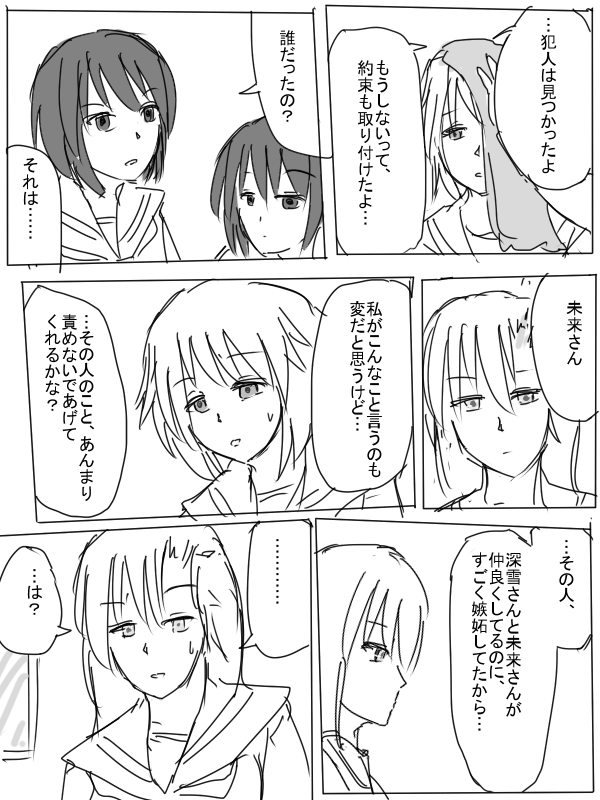 …犯人は見つかったよ
もうしないって、
約束も取り付けたよ…
誰だったの？
それは……
未来さん
私がこんなこと言うのも
変だと思うけど…
…その人のこと、あんまり
責めないであげて
くれるかな？
…その人、
深雪さんと未来さんが
仲良くしてるのに、
すごく嫉妬してたから…
…………
…は？